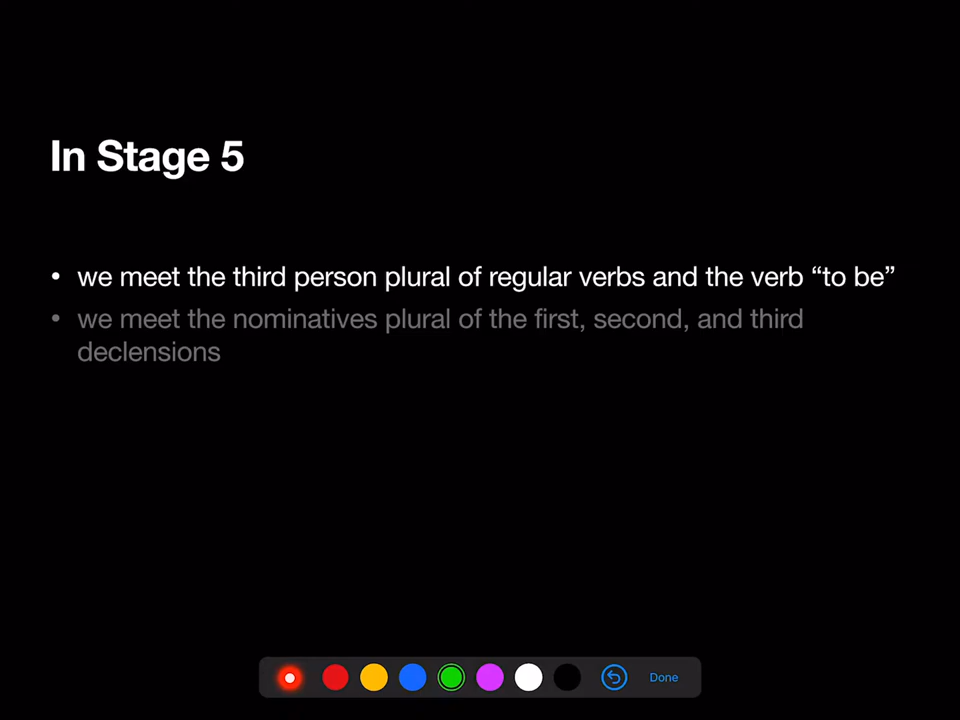 In Stage 5
• we meet the third person plural of regular verbs and the verb “to be”
• we meet the nominatives plural of the first, second, and third
declensions
Done